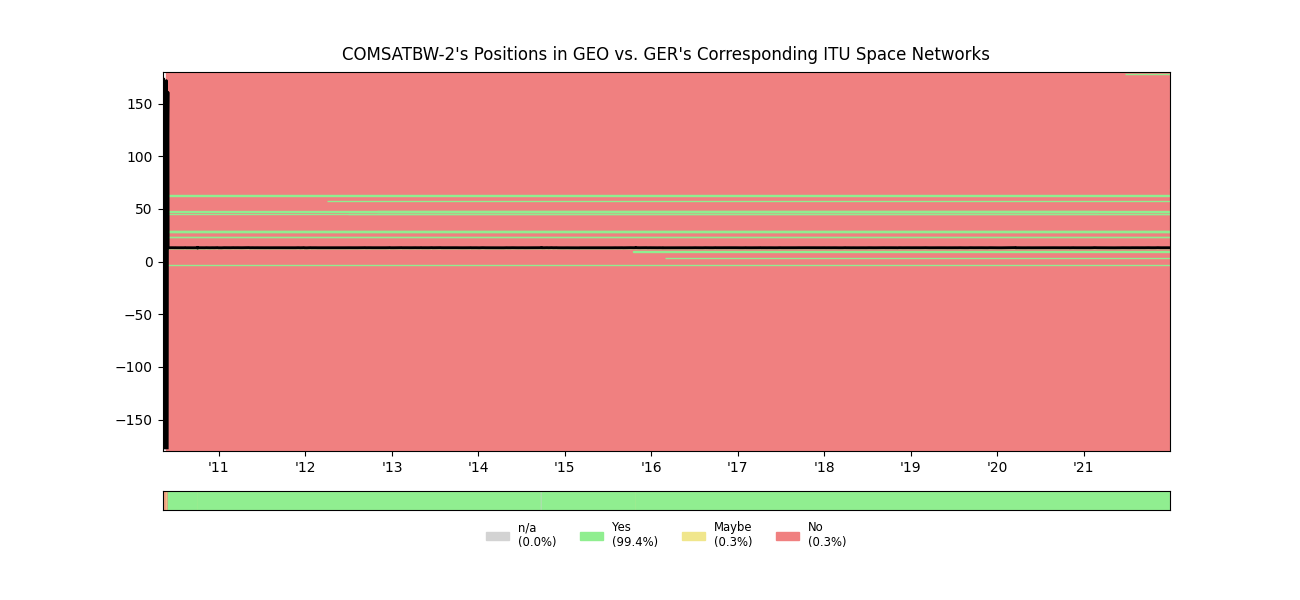 COMSATBW-2's Positions in GEO vs. GER's Corresponding ITU Space Networks
150
100
50
0
−50
−100
−150
'11 '12 '13 '14 '15 '16 '17 '18 '19 '20 '21
n/a Yes Maybe No
(0.0%) (99.4%) (0.3%) (0.3%)